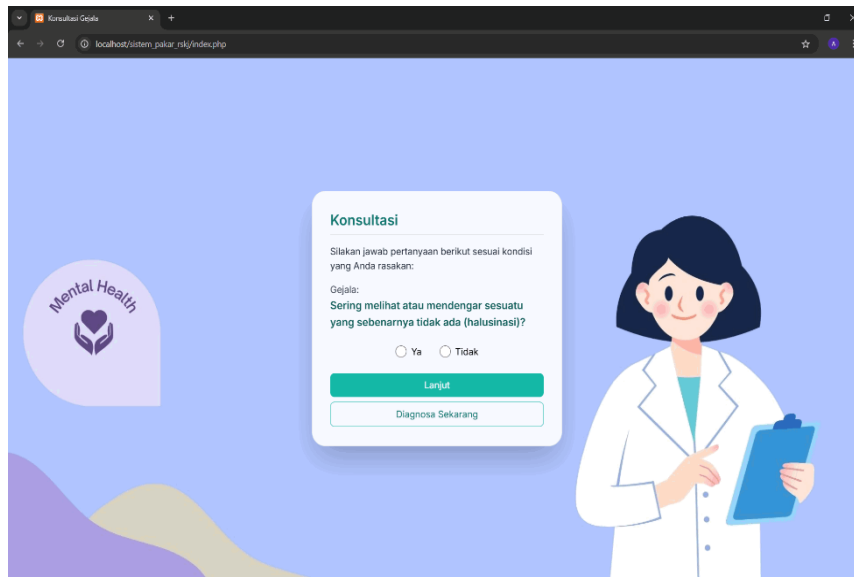 Konsultasi Gejala
localhost/sistem_pakar_rskj/index.php
A
Mental Health
Konsultasi
Silakan jawab pertanyaan berikut sesuai kondisi
yang Anda rasakan:
Gejala:
Sering melihat atau mendengar sesuatu
yang sebenarnya tidak ada (halusinasi)?
Ya Tidak
Lanjut
Diagnosa Sekarang